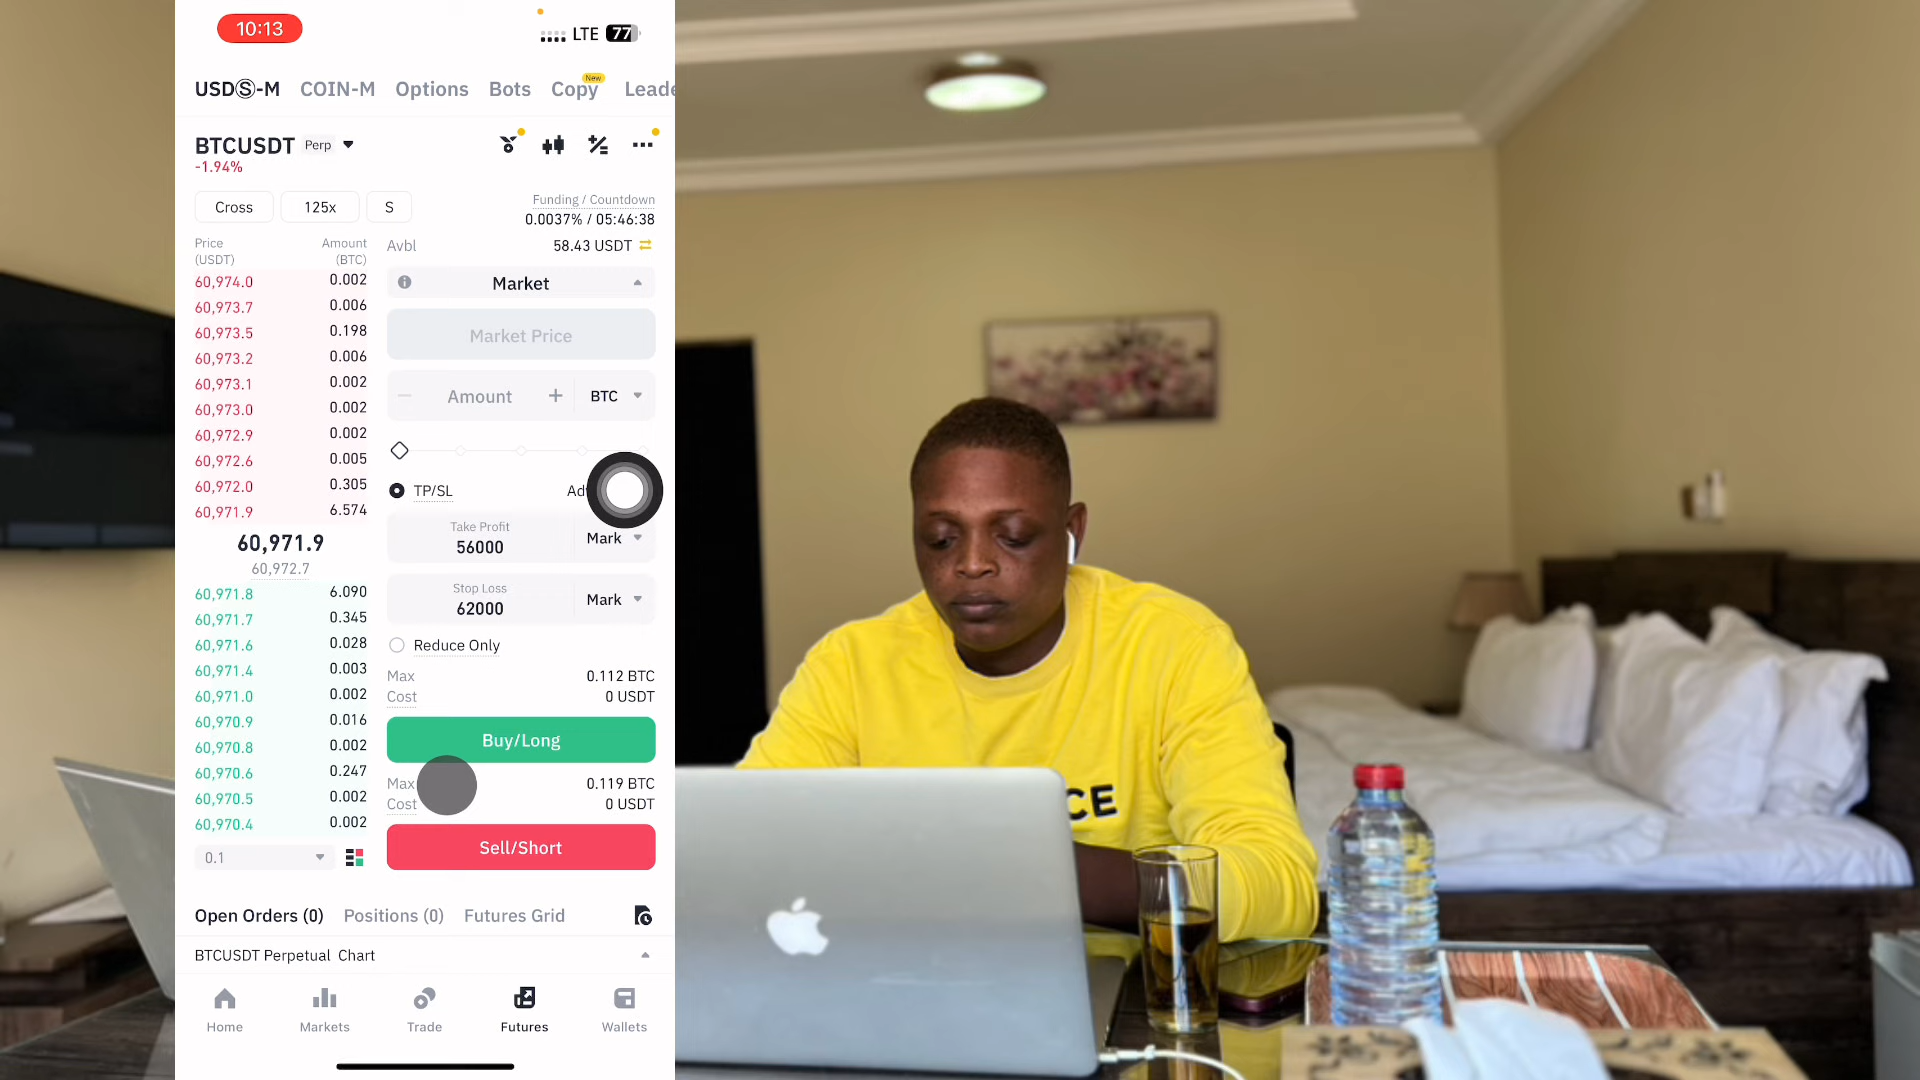 10:13 LTE 77
USDⓈ-M COIN-M Options Bots Copy New
BTCUSDT Perp
-1.94%
Cross 125x S
Funding / Countdown
0.0037% / 05:46:38
Price (USDT) Amount (BTC)
Avbl 58.43 USDT
60,974.0 0.002
60,973.7 0.006
60,973.5 0.198
60,973.2 0.006
60,973.1 0.002
60,973.0 0.002
60,972.9 0.002
60,972.6 0.005
60,972.0 0.305
60,971.9 6.574
60,971.9
60,972.7
60,971.8 6.090
60,971.7 0.345
60,971.6 0.028
60,971.4 0.003
60,971.0 0.002
60,970.9 0.016
60,970.8 0.002
60,970.6 0.247
60,970.5 0.002
60,970.4 0.002
0.1
Market
Market Price
Amount BTC
TP/SL
Take Profit
56000 Mark
Stop Loss
62000 Mark
Reduce Only
Max 0.112 BTC
Cost 0 USDT
Buy/Long
Max 0.119 BTC
Cost 0 USDT
Sell/Short
Open Orders (0) Positions (0) Futures Grid
BTCUSDT Perpetual Chart
Home Markets Trade Futures Wallets